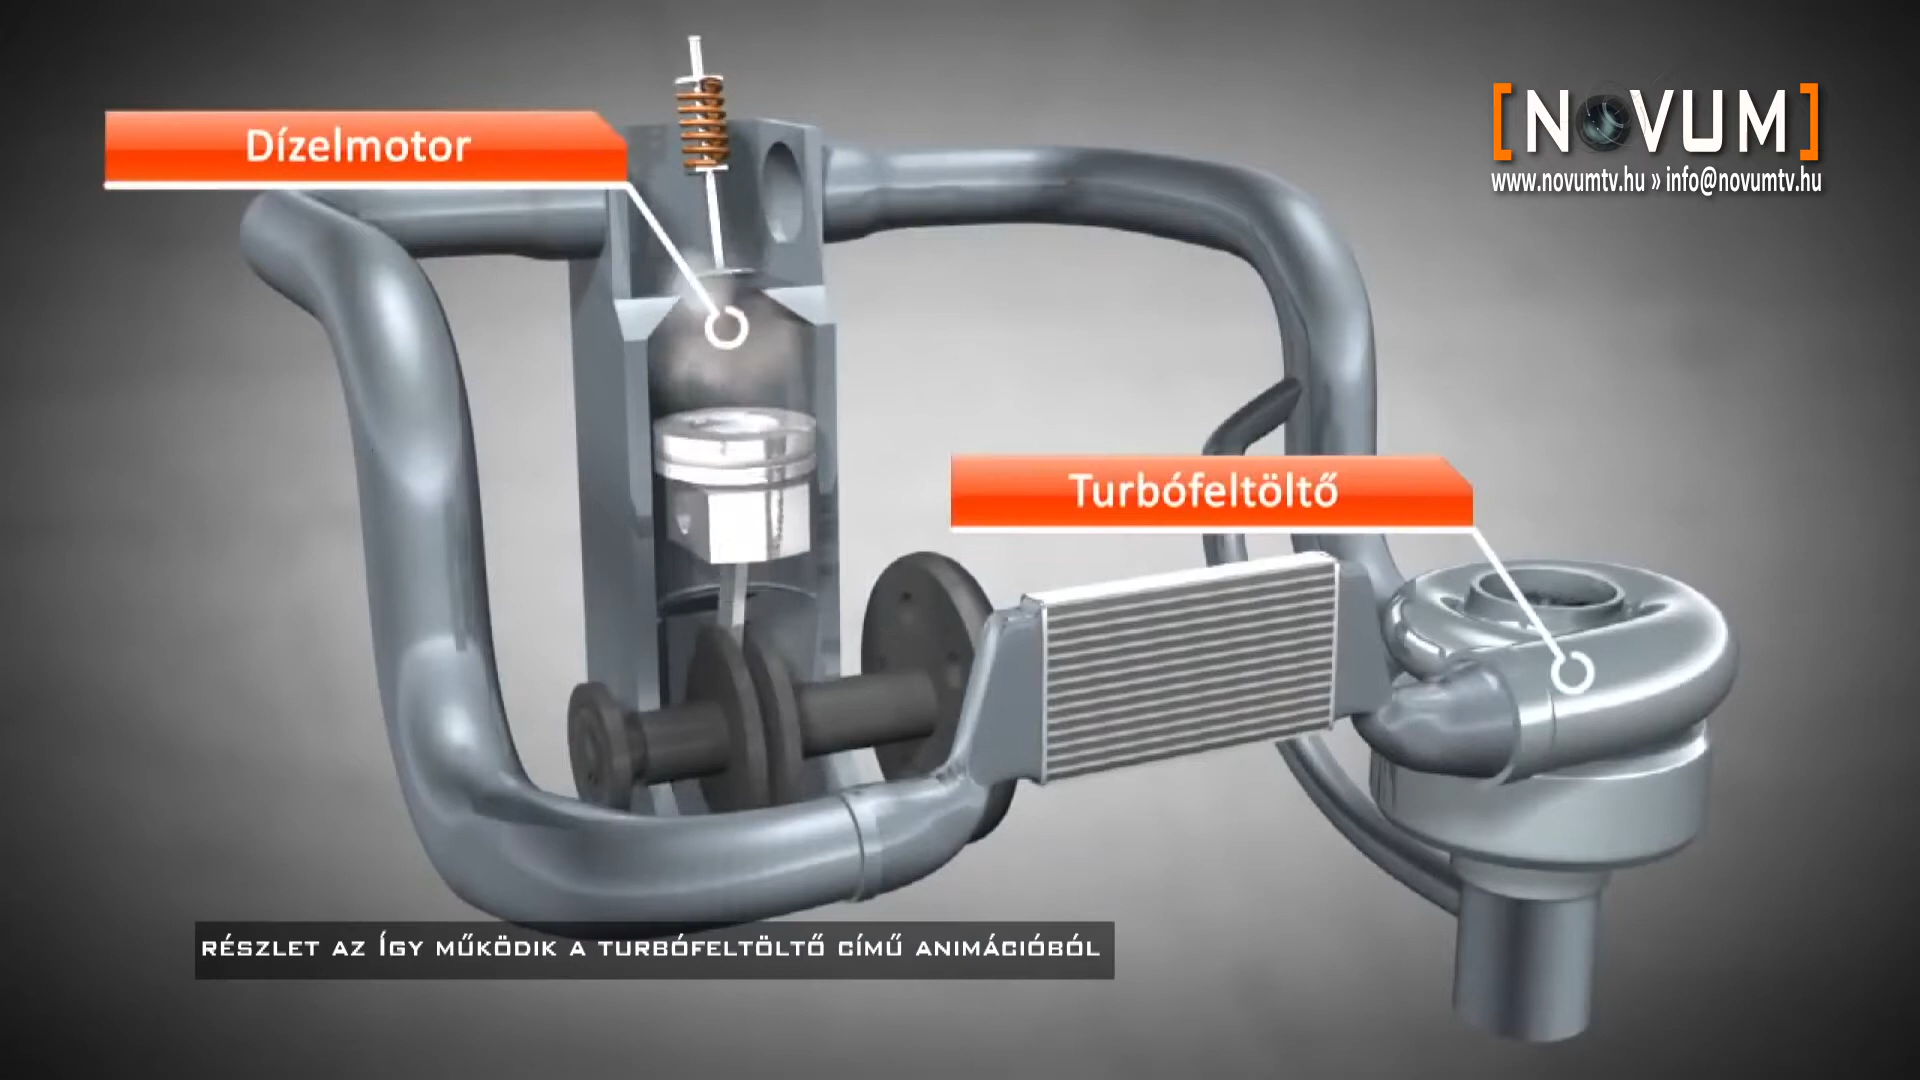 Dízelmotor
[NOVUM]
www.novumtv.hu » info@novumtv.hu
Turbófeltöltő
RÉSZLET AZ ÍGY MŰKÖDIK A TURBÓFELTÖLTŐ CÍMŰ ANIMÁCIÓBÓL